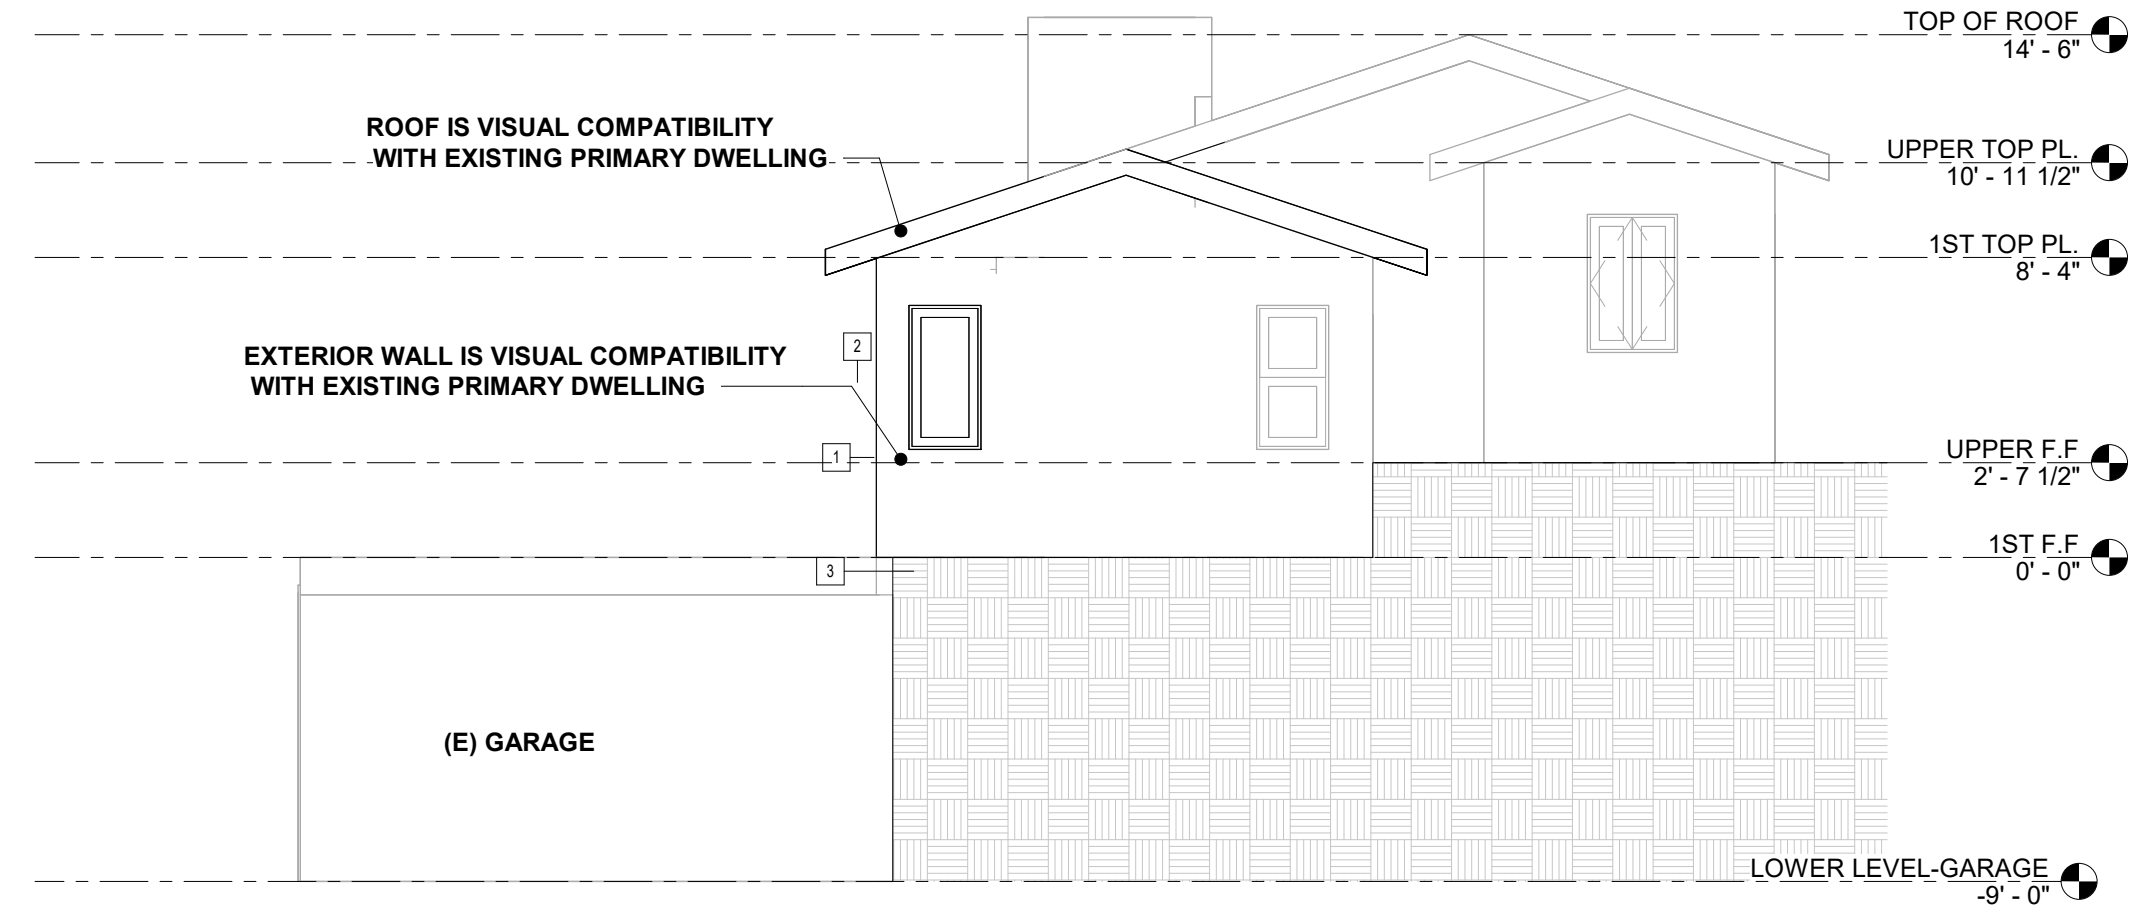 TOP OF ROOF
14' - 6"
ROOF IS VISUAL COMPATIBILITY
WITH EXISTING PRIMARY DWELLING
UPPER TOP PL.
10' - 11 1/2"
1ST TOP PL.
8' - 4"
2
EXTERIOR WALL IS VISUAL COMPATIBILITY
WITH EXISTING PRIMARY DWELLING
1
UPPER F.F
2' - 7 1/2"
1ST F.F
0' - 0"
3
(E) GARAGE
LOWER LEVEL-GARAGE
-9' - 0"